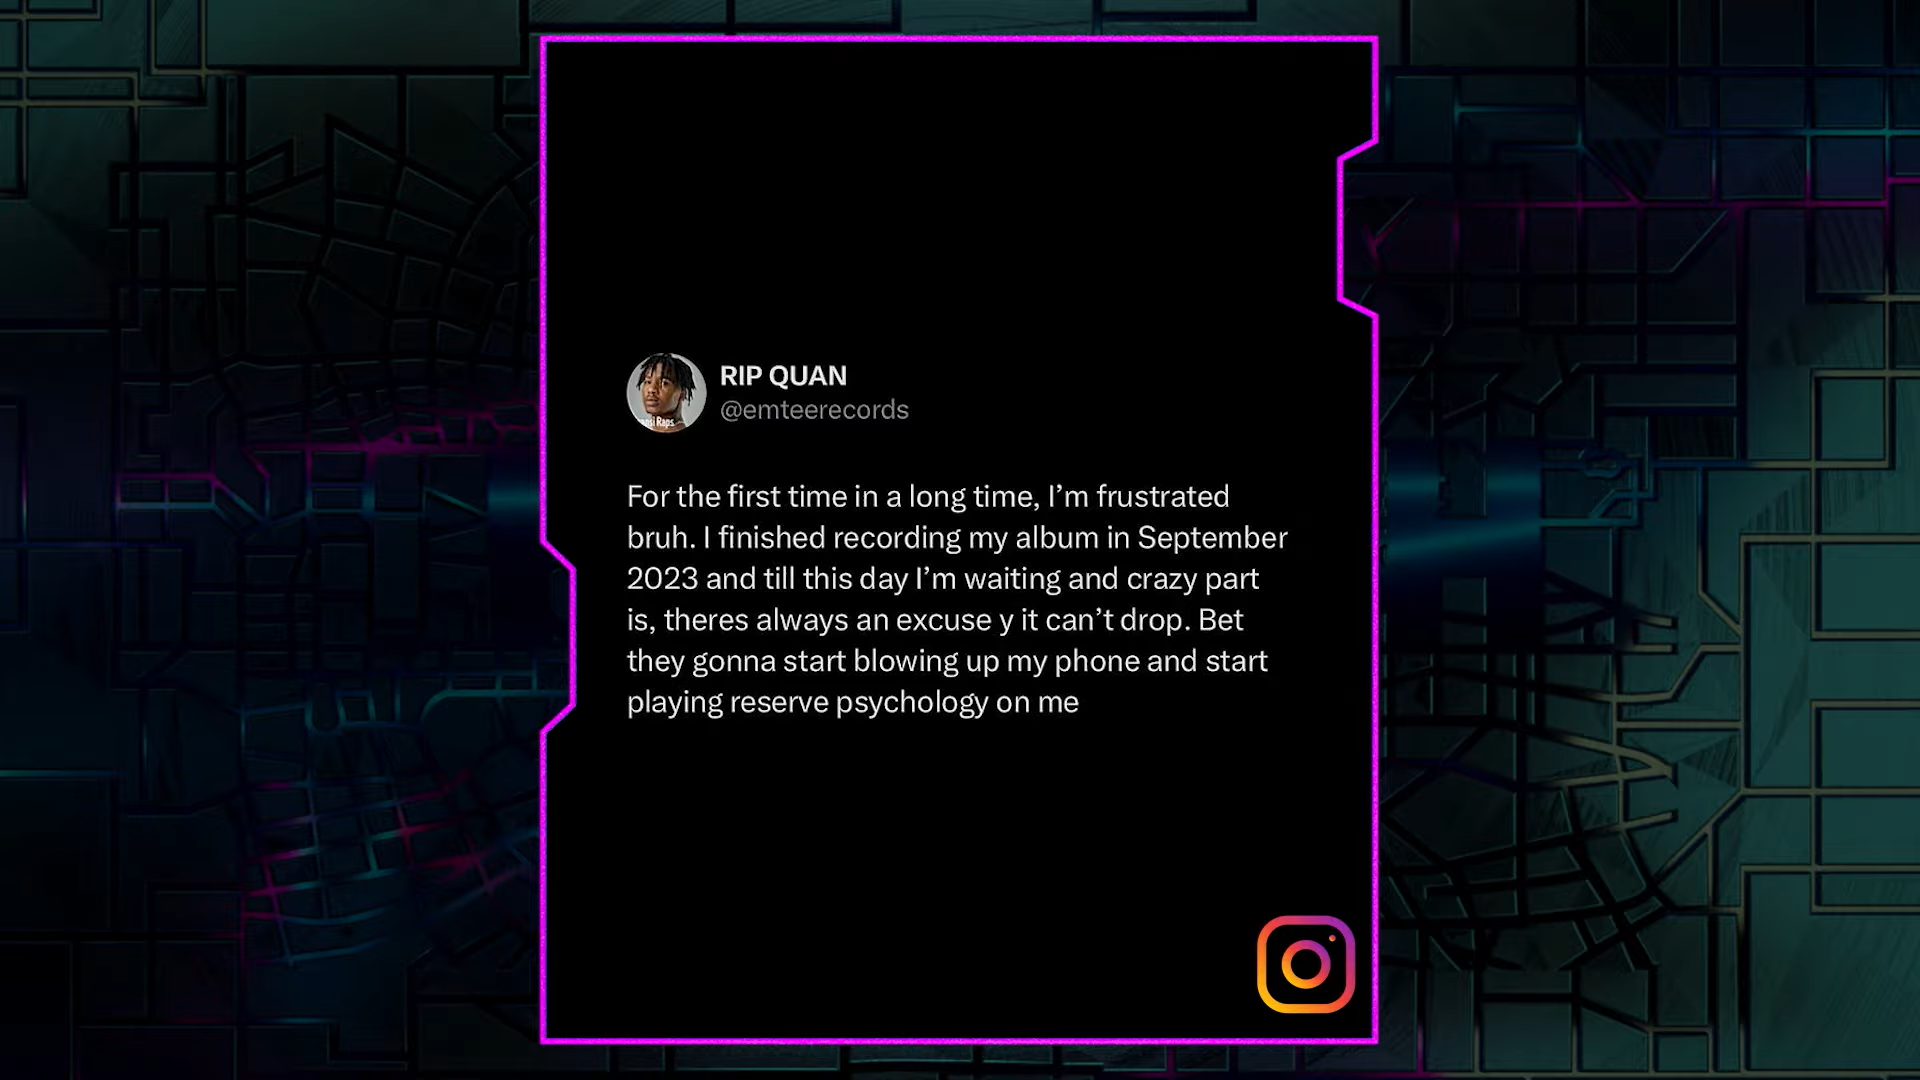 RIP QUAN
@emteerecords
For the first time in a long time, I’m frustrated
bruh. I finished recording my album in September
2023 and till this day I’m waiting and crazy part
is, theres always an excuse y it can’t drop. Bet
they gonna start blowing up my phone and start
playing reserve psychology on me